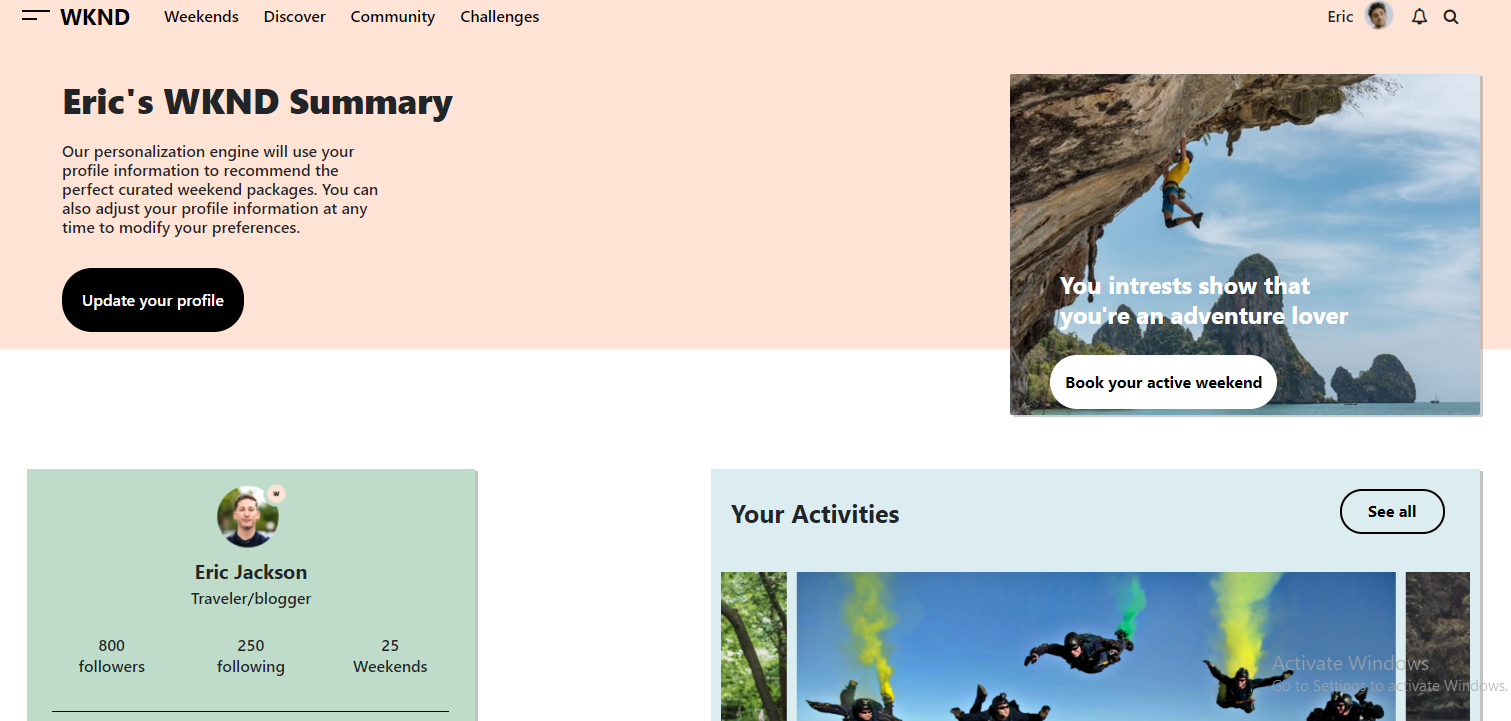 WKND
Weekends
Discover
Community
Challenges
Eric
Eric's WKND Summary
Our personalization engine will use your
profile information to recommend the
perfect curated weekend packages. You can
also adjust your profile information at any
time to modify your preferences.
Update your profile
You intrests show that
you're an adventure lover
Book your active weekend
W
Eric Jackson
Traveler/blogger
800
followers
250
following
25
Weekends
Your Activities
See all
Activate Windows
Go to Settings to activate Windows.